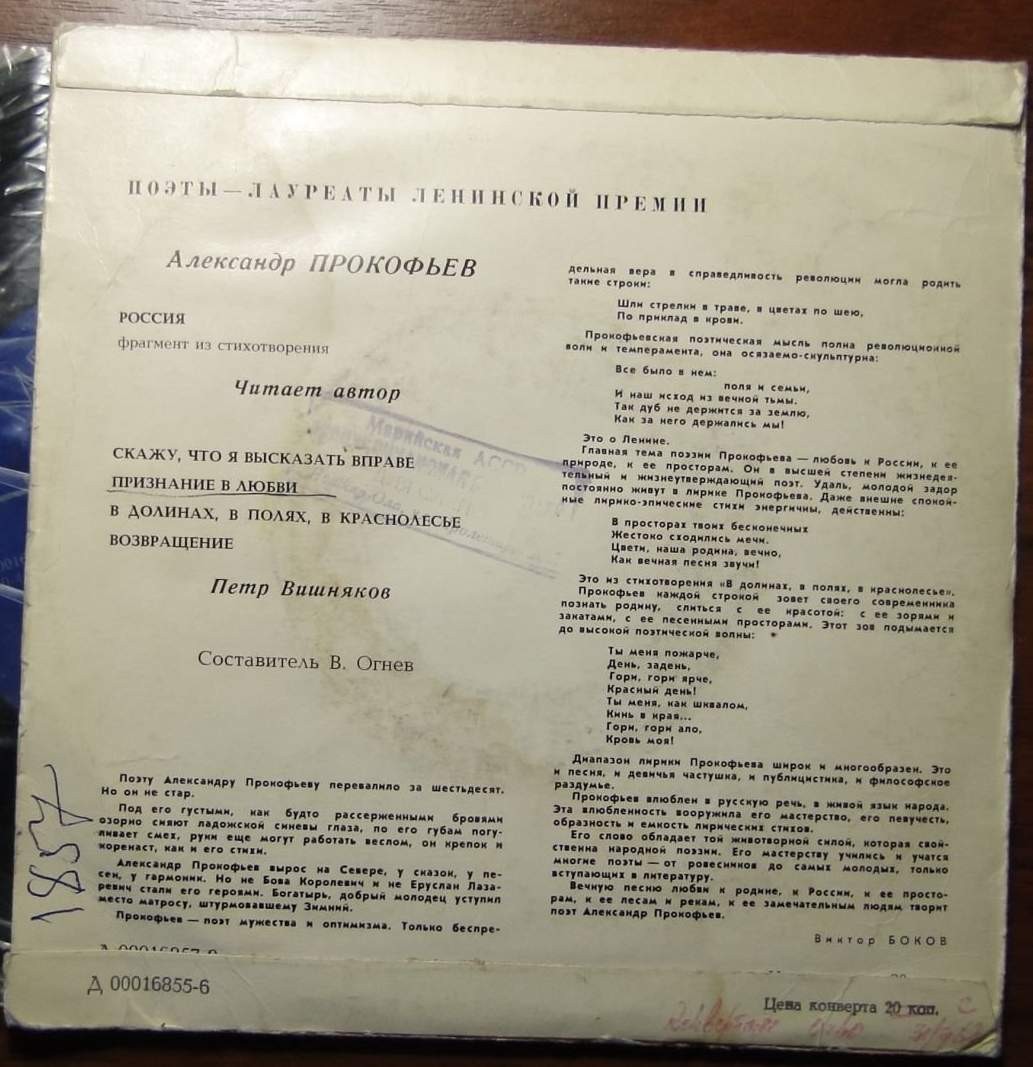 ПОЭТЫ — ЛАУРЕАТЫ ЛЕНИНСКОЙ ПРЕМИИ
Александр ПРОКОФЬЕВ
РОССИЯ
фрагмент из стихотворения
Читает автор
СКАЖУ, ЧТО Я ВЫСКАЗАТЬ ВПРАВЕ
ПРИЗНАНИЕ В ЛЮБВИ
В ДОЛИНАХ, В ПОЛЯХ, В КРАСНОЛЕСЬЕ
ВОЗВРАЩЕНИЕ
Петр Вишняков
Составитель В. Огнев
Марийская АССР
Поэту Александру Прокофьеву перевалило за шестьдесят.
Но он не стар.
Под его густыми, как будто рассерженными бровями
озорно сияют ладожской синевы глаза, по его губам погу-
ливает смех, руки еще могут работать веслом, он крепок и
коренаст, как и его стихи.
Александр Прокофьев вырос на Севере, у сказок, у пе-
сен, у гармоник. Но не Бова Королевич и не Еруслан Лаза-
ревич стали его героями. Богатырь, добрый молодец уступил
место матросу, штурмовавшему Зимний.
Прокофьев — поэт мужества и оптимизма. Только беспре-
дельная вера в справедливость революции могла родить
такие строки:
Шли стрелки в траве, в цветах по шею,
По приклад в крови.
Прокофьевская поэтическая мысль полна революционной
воли и темперамента, она осязаемо-скульптурна:
Все было в нем:
поля и семьи,
И наш исход из вечной тьмы.
Так дуб не держится за землю,
Как за него держались мы!
Это о Ленине.
Главная тема поэзии Прокофьева — любовь к России, к ее
природе, к ее просторам. Он в высшей степени жизнедея-
тельный и жизнеутверждающий поэт. Удаль, молодой задор
постоянно живут в лирике Прокофьева. Даже внешне спокой-
ные лирико-эпические стихи энергичны, действенны:
В просторах твоих бесконечных
Жестоко сходились мечи.
Цвети, наша родина, вечно,
Как вечная песня звучи!
Это из стихотворения «В долинах, в полях, в краснолесье».
Прокофьев каждой строкой зовет своего современника
познать родину, слиться с ее красотой: с ее зорями и
закатами, с ее песенными просторами. Этот зов подымается
до высокой поэтической волны:
Ты меня пожарче,
День, задень,
Гори, гори ярче,
Красный день!
Ты меня, как шквалом,
Кинь в края...
Гори, гори ало,
Кровь моя!
Диапазон лирики Прокофьева широк и многообразен. Это
и песня, и девичья частушка, и публицистика, и философское
раздумье.
Прокофьев влюблен в русскую речь, в живой язык народа.
Эта влюбленность вооружила его мастерство, его певучесть,
образность и емкость лирических стихов.
Его слово обладает той животворной силой, которая свой-
ственна народной поэзии. Его мастерству учились и учатся
многие поэты — от ровесников до самых молодых, только
вступающих в литературу.
Вечную песню любви к родине, к России, к ее просто-
рам, к ее лесам и рекам, к ее замечательным людям творит
поэт Александр Прокофьев.
Виктор БОКОВ
Д 00016855-6
Цена конверта 20 коп.